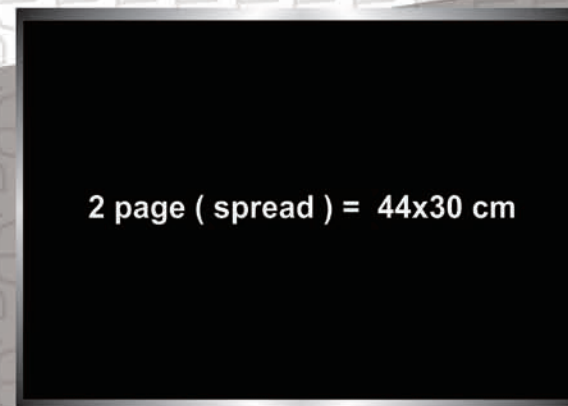 2 page ( spread ) =  44x30 cm